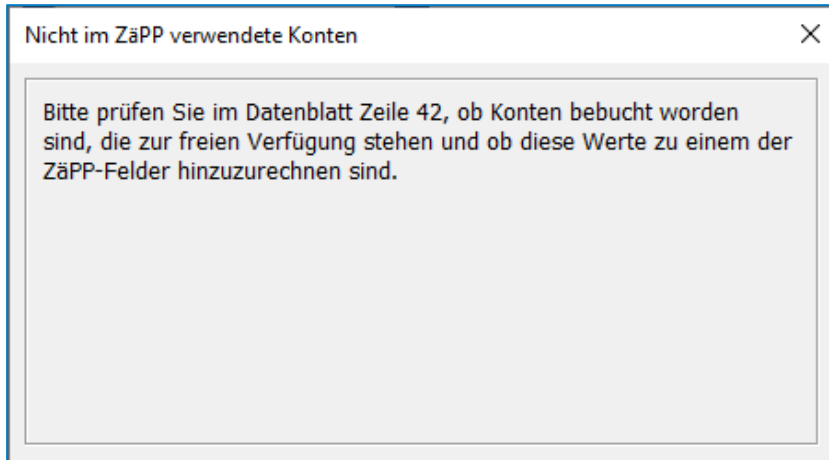 Nicht im ZäPP verwendete Konten
Bitte prüfen Sie im Datenblatt Zeile 42, ob Konten bebucht worden
sind, die zur freien Verfügung stehen und ob diese Werte zu einem der
ZäPP-Felder hinzuzurechnen sind.